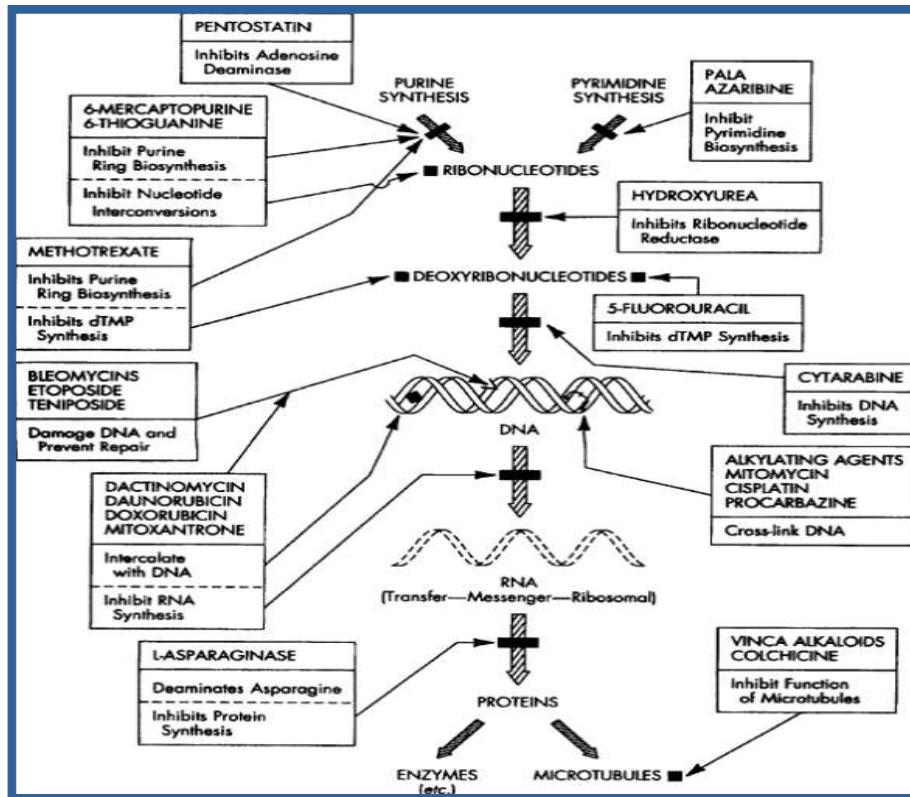 PENTOSTATIN
Inhibits Adenosine
Deaminase
PURINE
SYNTHESIS
PYRIMIDINE
SYNTHESIS
PALA
AZARIBINE
Inhibit
Pyrimidine
Biosynthesis
6-MERCAPTOPURINE
6-THIOGUANINE
Inhibit Purine
Ring Biosynthesis
Inhibit Nucleotide
Interconversions
RIBONUCLEOTIDES
HYDROXYUREA
Inhibits Ribonucleotide
Reductase
METHOTREXATE
Inhibits Purine
Ring Biosynthesis
Inhibits dTMP
Synthesis
DEOXYRIBONUCLEOTIDES
5-FLUOROURACIL
Inhibits dTMP Synthesis
BLEOMYCINS
ETOPOSIDE
TENIPOSIDE
Damage DNA and
Prevent Repair
CYTARABINE
Inhibits DNA
Synthesis
DNA
ALKYLATING AGENTS
MITOMYCIN
CISPLATIN
PROCARBAZINE
Cross-link DNA
DACTINOMYCIN
DAUNORUBICIN
DOXORUBICIN
MITOXANTRONE
Intercalate
with DNA
Inhibit RNA
Synthesis
RNA
(Transfer—Messenger—Ribosomal)
L-ASPARAGINASE
Deaminates Asparagine
Inhibits Protein
Synthesis
VINCA ALKALOIDS
COLCHICINE
Inhibit Function
of Microtubules
PROTEINS
ENZYMES
(etc.)
MICROTUBULES